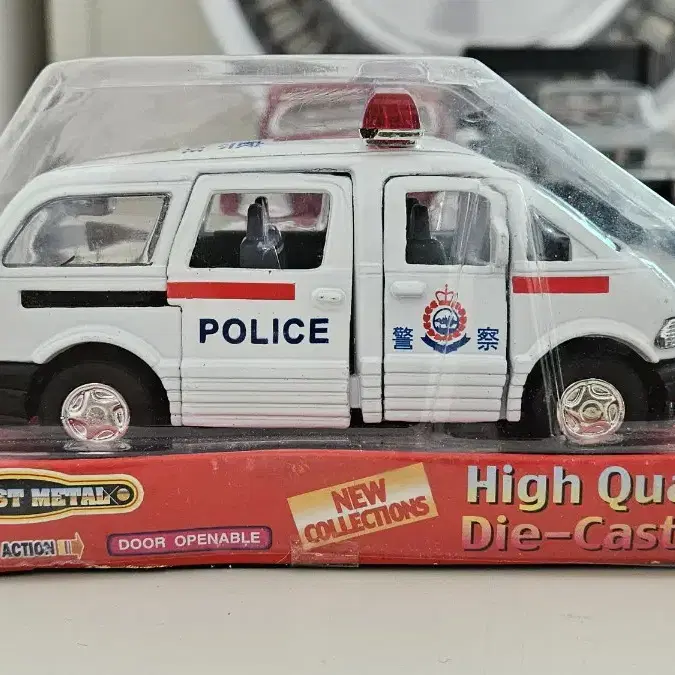 POLICE
警 察
ST METAL
ACTION
DOOR OPENABLE
NEW
COLLECTIONS
High Qua
Die-Cast